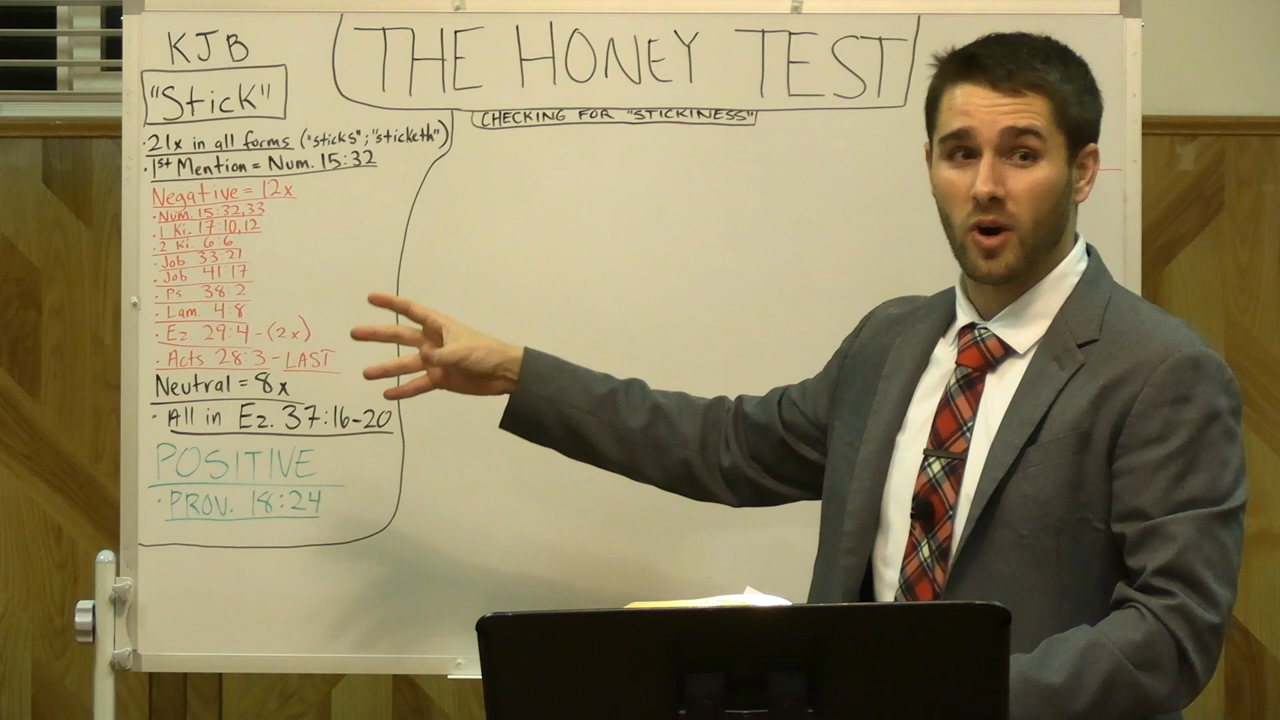 KJB
"Stick"
· 21x in all forms ("sticks"; "sticketh")
· 1st Mention = Num. 15:32
Negative = 12x
· Num. 15:32,33
· 1 Ki. 17:10,12
· 2 Ki. 6:6
· Job 33:21
· Job 41:17
· Ps. 38:2
· Lam. 4:8
· Ez. 29:4 - (2x)
· Acts 28:3 - LAST
Neutral = 8x
· All in Ez. 37:16-20
POSITIVE
· PROV. 18:24
THE HONEY TEST
CHECKING FOR "STICKINESS"